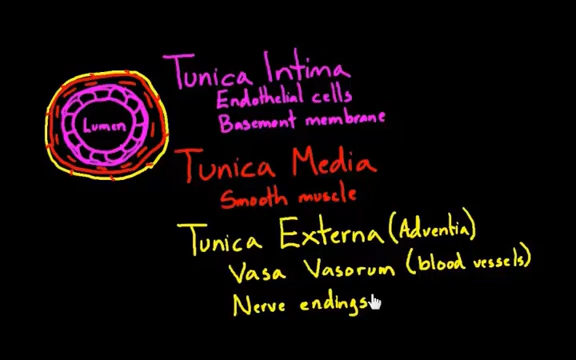 Lumen
Tunica Intima
Endothelial cells
Basement membrane
Tunica Media
Smooth muscle
Tunica Externa (Adventia)
Vasa Vasorum (blood vessels)
Nerve endings